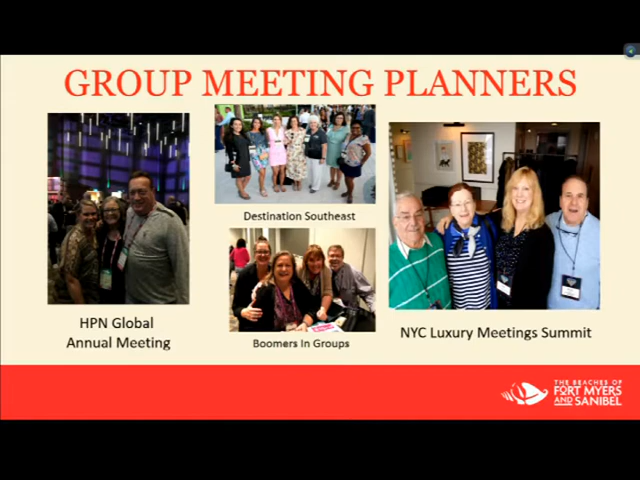 GROUP MEETING PLANNERS
Destination Southeast
HPN Global
Annual Meeting
Boomers In Groups
NYC Luxury Meetings Summit
THE BEACHES OF
FORT MYERS
AND SANIBEL